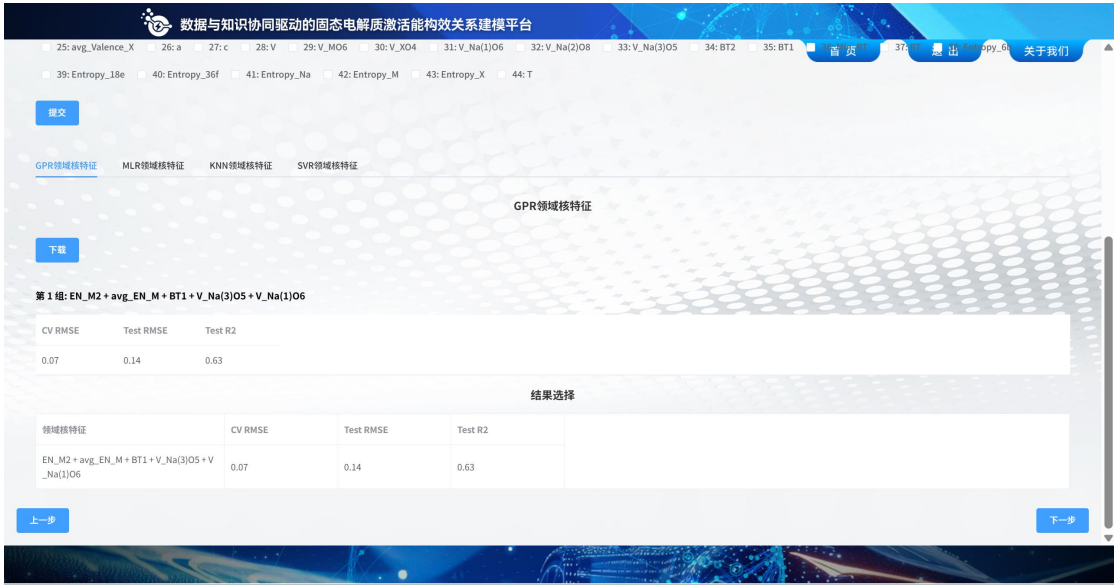 数据与知识协同驱动的固态电解质激活能构效关系建模平台
首 页
退 出
关于我们
25: avg_Valence_X 26: a 27: c 28: V 29: V_MO6 30: V_XO4 31: V_Na(1)O6 32: V_Na(2)O8 33: V_Na(3)O5 34: BT2 35: BT1
39: Entropy_18e 40: Entropy_36f 41: Entropy_Na 42: Entropy_M 43: Entropy_X 44: T
提交
GPR领域核特征 MLR领域核特征 KNN领域核特征 SVR领域核特征
GPR领域核特征
下载
第 1 组: EN_M2 + avg_EN_M + BT1 + V_Na(3)O5 + V_Na(1)O6
CV RMSE Test RMSE Test R2
0.07 0.14 0.63
结果选择
领域核特征 CV RMSE Test RMSE Test R2
EN_M2 + avg_EN_M + BT1 + V_Na(3)O5 + V
_Na(1)O6 0.07 0.14 0.63
上一步 下一步